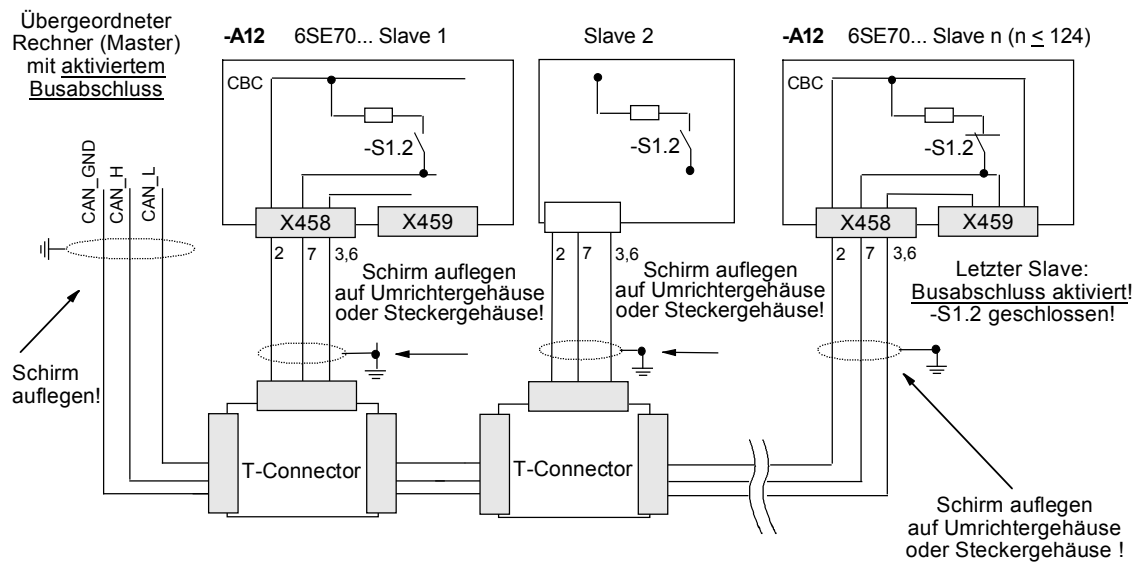 Übergeordneter
Rechner (Master)
mit aktiviertem
Busabschluss
-A12 6SE70... Slave 1
Slave 2
-A12 6SE70... Slave n (n ≤ 124)
CBC
-S1.2
-S1.2
CBC
-S1.2
CAN_GND
CAN_H
CAN_L
X458
X459
X458
X459
2 7 3,6
2 7 3,6
2 7 3,6
Schirm auflegen
auf Umrichtergehäuse
oder Steckergehäuse!
Schirm auflegen
auf Umrichtergehäuse
oder Steckergehäuse!
Letzter Slave:
Busabschluss aktiviert!
-S1.2 geschlossen!
Schirm
auflegen!
T-Connector
T-Connector
Schirm auflegen
auf Umrichtergehäuse
oder Steckergehäuse !